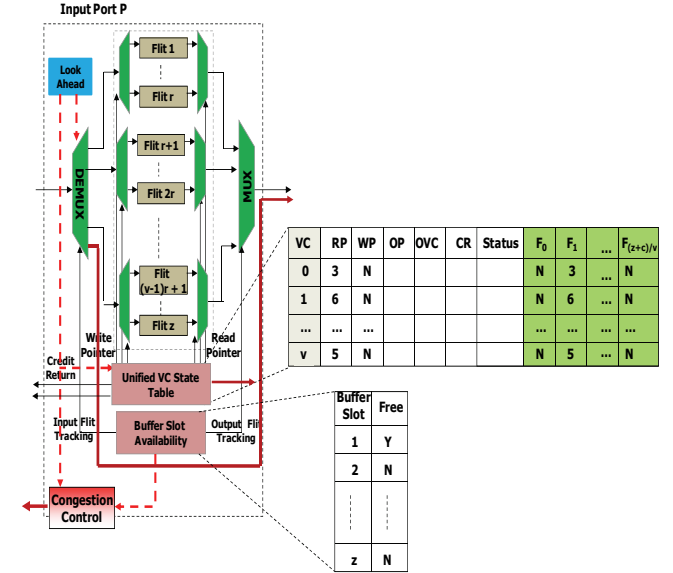 Input Port P
Look
Ahead
Flit 1
Flit r
DEMUX
MUX
Flit r+1
Flit 2r
Flit
(v-1)r + 1
Flit z
Write
Pointer
Read
Pointer
Credit
Return
Unified VC State
Table
Input Flit
Tracking
Buffer Slot
Availability
Output Flit
Tracking
Congestion
Control
VC RP WP OP OVC CR Status F0 F1 ... F(z+c)/v
0 3 N N 3 ... N
1 6 N N 6 ... N
... ... ... ... ... ... ...
v 5 N N 5 ... N
Buffer
Slot Free
1 Y
2 N
z N